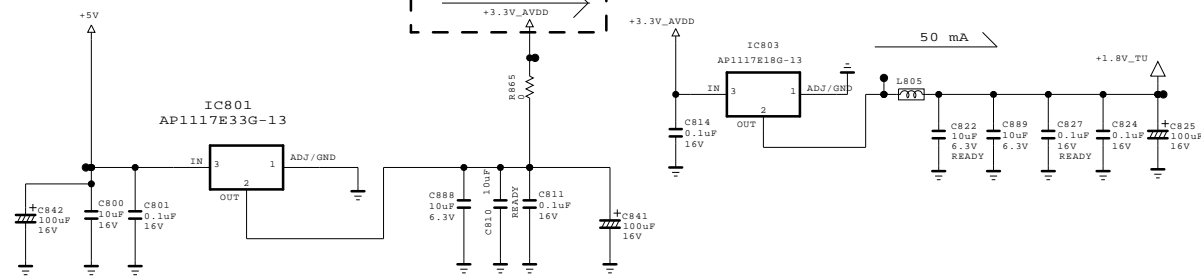 +5V
IC801
AP1117E33G-13
IN
3
1
ADJ/GND
2
OUT
C842
100uF
16V
C800
10uF
16V
C801
0.1uF
16V
+3.3V_AVDD
R865
0
C888
10uF
6.3V
C810
10uF
READY
C811
0.1uF
16V
C841
100uF
16V
+3.3V_AVDD
IC803
AP1117E18G-13
IN
3
1
ADJ/GND
2
OUT
C814
0.1uF
16V
50 mA
L805
+1.8V_TU
C822
10uF
6.3V
READY
C889
10uF
6.3V
C827
0.1uF
16V
READY
C824
0.1uF
16V
C825
100uF
16V